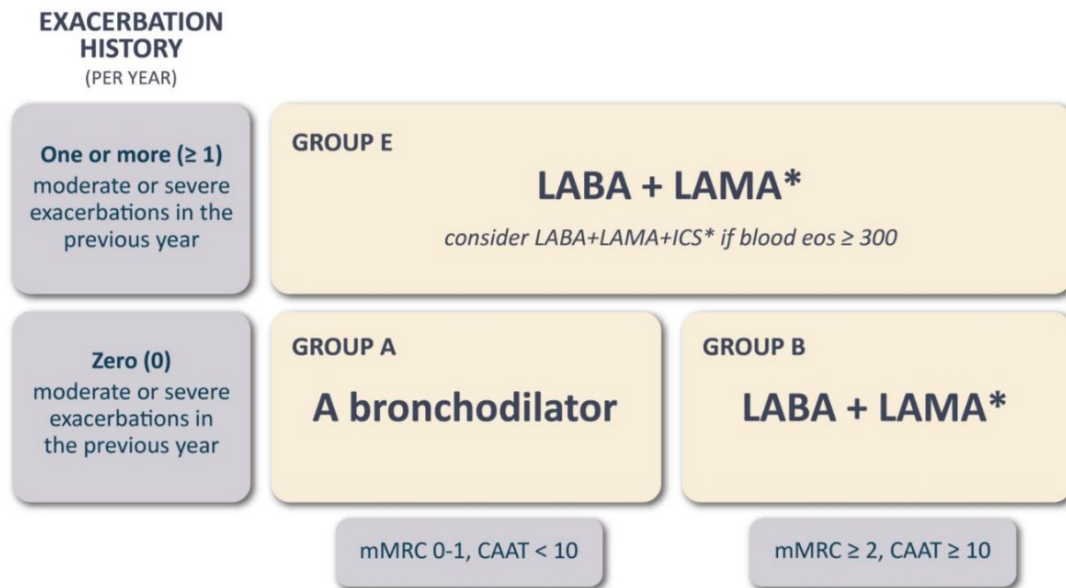 EXACERBATION
HISTORY
(PER YEAR)
One or more (≥ 1)
moderate or severe
exacerbations in the
previous year
GROUP E
LABA + LAMA*
consider LABA+LAMA+ICS* if blood eos ≥ 300
Zero (0)
moderate or severe
exacerbations in
the previous year
GROUP A
A bronchodilator
GROUP B
LABA + LAMA*
mMRC 0-1, CAAT < 10
mMRC ≥ 2, CAAT ≥ 10